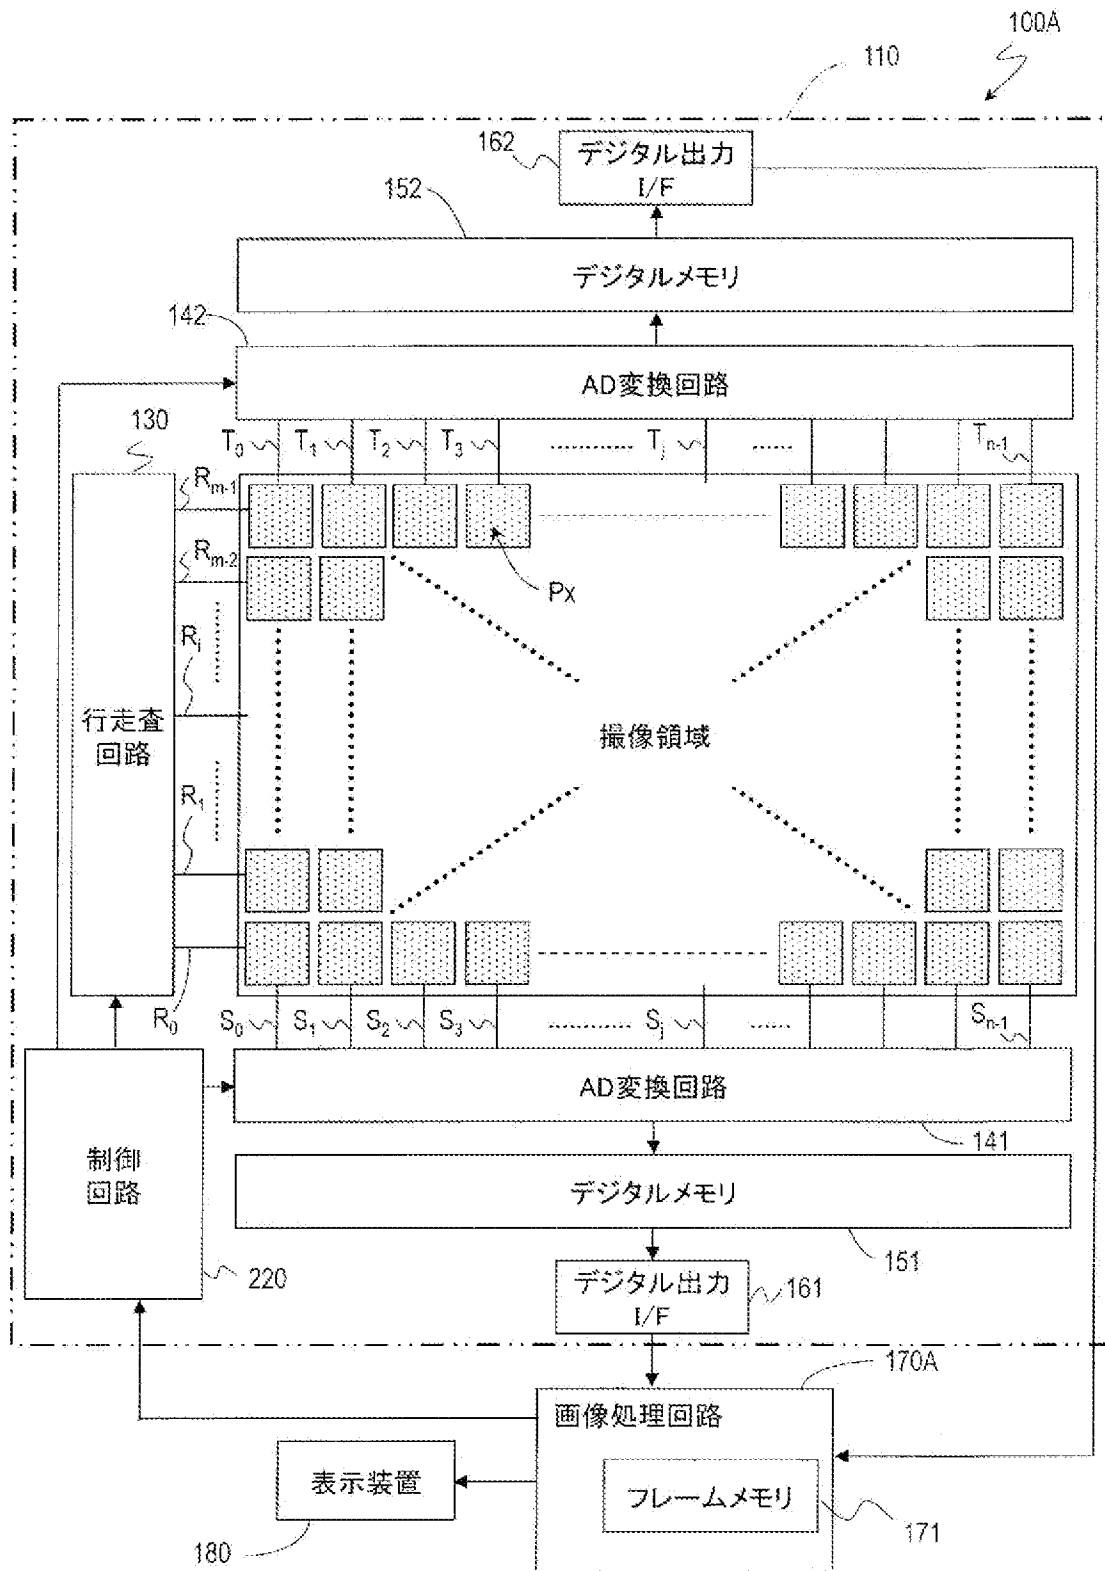 100A
110
162
デジタル出力
I/F
152
デジタルメモリ
142
AD変換回路
130
T0 T1 T2 T3 Tj Tn-1
Rm-1
Rm-2
Px
Ri
行走査
回路
撮像領域
R1
R0
S0 S1 S2 S3 Sj Sn-1
AD変換回路
141
制御
回路
デジタルメモリ
151
220
デジタル出力
I/F
161
170A
画像処理回路
表示装置
フレームメモリ
171
180